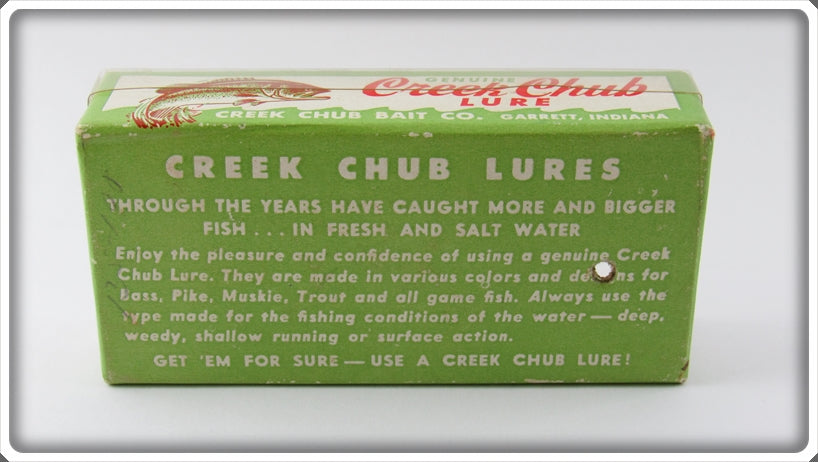 GENUINE
Creek Chub
LURE
CREEK CHUB BAIT CO. GARRETT, INDIANA
CREEK CHUB LURES
THROUGH THE YEARS HAVE CAUGHT MORE AND BIGGER
FISH . . . IN FRESH AND SALT WATER
Enjoy the pleasure and confidence of using a genuine Creek
Chub Lure. They are made in various colors and for
Bass, Pike, Muskie, Trout and all game fish. Always use the
type made for the fishing conditions of the water — deep,
weedy, shallow running or surface action.
GET 'EM FOR SURE — USE A CREEK CHUB LURE!